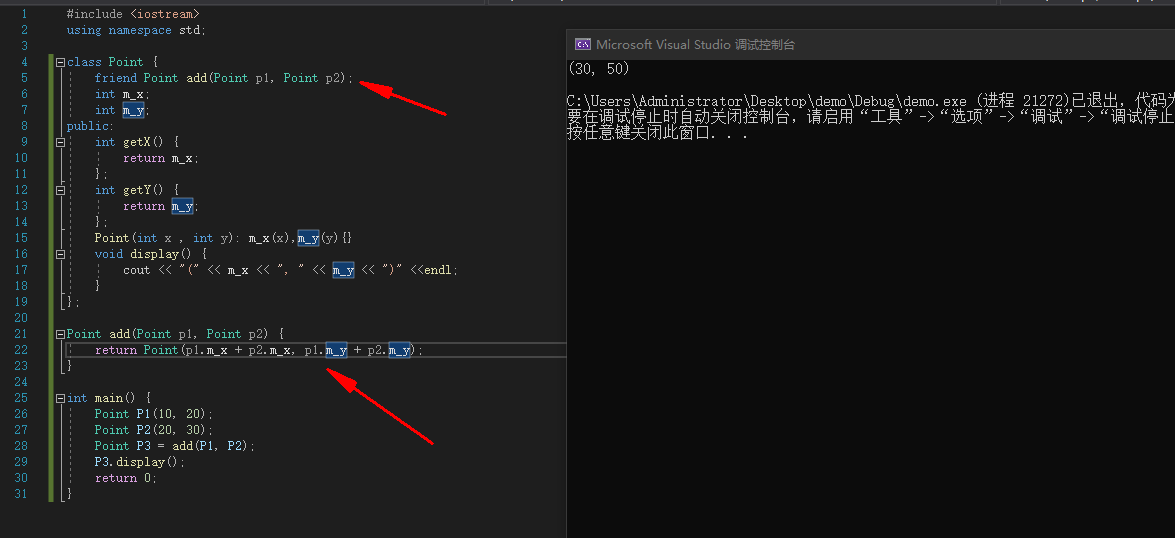 1 #include <iostream>
2 using namespace std;
3
4 class Point {
5 friend Point add(Point p1, Point p2);
6 int m_x;
7 int m_y;
8 public:
9 int getX() {
10 return m_x;
11 };
12 int getY() {
13 return m_y;
14 };
15 Point(int x , int y): m_x(x),m_y(y){}
16 void display() {
17 cout << "(" << m_x << ", " << m_y << ")" <<endl;
18 }
19 };
20
21 Point add(Point p1, Point p2) {
22 return Point(p1.m_x + p2.m_x, p1.m_y + p2.m_y);
23 }
24
25 int main() {
26 Point P1(10, 20);
27 Point P2(20, 30);
28 Point P3 = add(P1, P2);
29 P3.display();
30 return 0;
31 }
Microsoft Visual Studio 调试控制台
(30, 50)
C:\Users\Administrator\Desktop\demo\Debug\demo.exe (进程 21272)已退出，代码为
要在调试停止时自动关闭控制台，请启用“工具”->“选项”->“调试”->“调试停止
按任意键关闭此窗口. . .